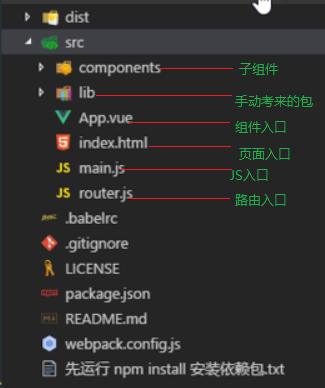 dist
src
components 子组件
lib 手动考来的包
App.vue 组件入口
index.html 页面入口
JS main.js JS入口
JS router.js 路由入口
.babelrc
.gitignore
LICENSE
package.json
README.md
webpack.config.js
先运行 npm install 安装依赖包.txt